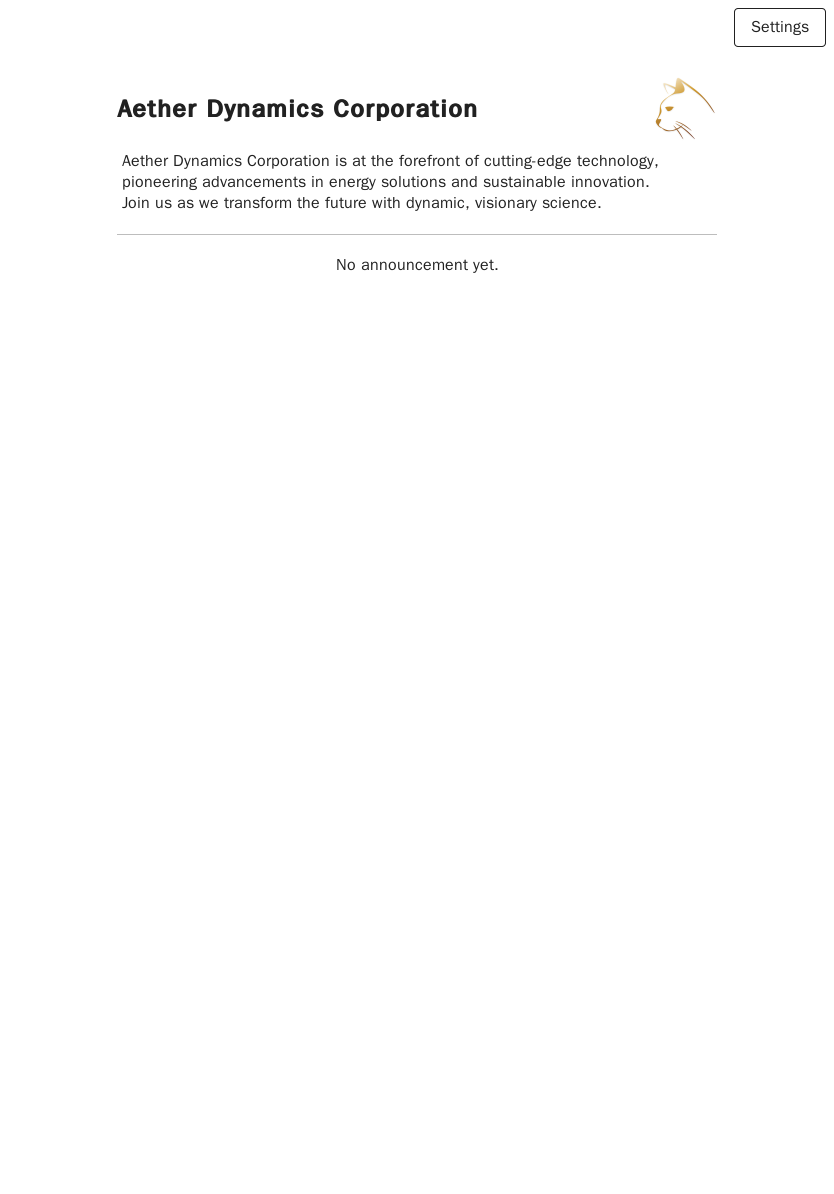 Settings
Aether Dynamics Corporation
Aether Dynamics Corporation is at the forefront of cutting-edge technology,
pioneering advancements in energy solutions and sustainable innovation.
Join us as we transform the future with dynamic, visionary science.
No announcement yet.